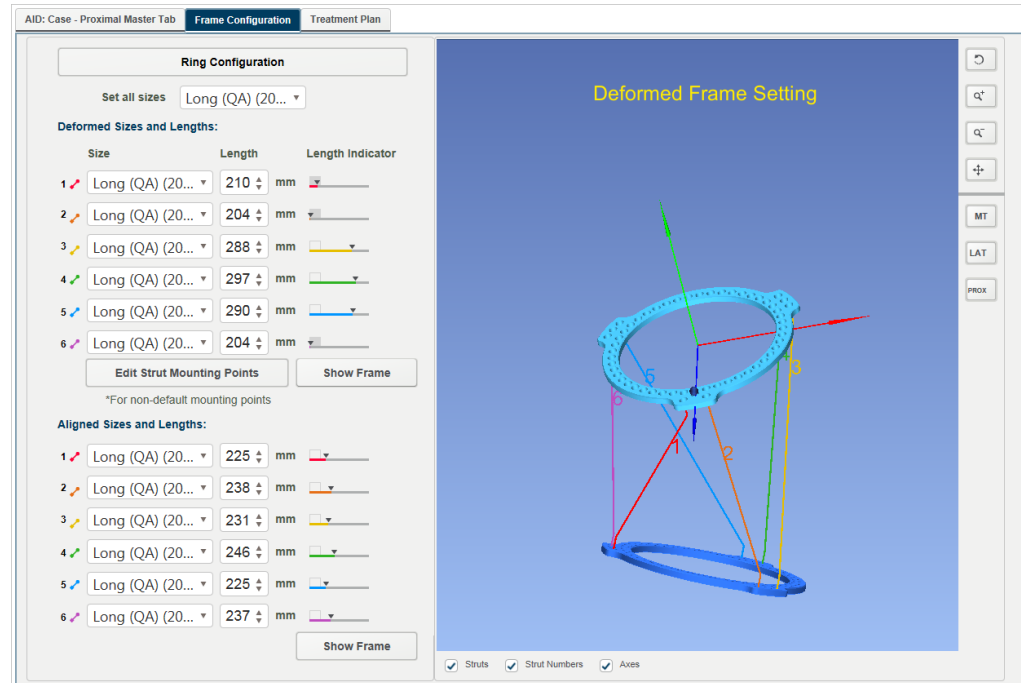 AID: Case - Proximal Master Tab Frame Configuration Treatment Plan
Ring Configuration
Set all sizes Long (QA) (20...
Deformed Sizes and Lengths:
Size Length Length Indicator
1 Long (QA) (20... 210 mm
2 Long (QA) (20... 204 mm
3 Long (QA) (20... 288 mm
4 Long (QA) (20... 297 mm
5 Long (QA) (20... 290 mm
6 Long (QA) (20... 204 mm
Edit Strut Mounting Points Show Frame
*For non-default mounting points
Aligned Sizes and Lengths:
1 Long (QA) (20... 225 mm
2 Long (QA) (20... 238 mm
3 Long (QA) (20... 231 mm
4 Long (QA) (20... 246 mm
5 Long (QA) (20... 225 mm
6 Long (QA) (20... 237 mm
Show Frame
Deformed Frame Setting
5
3
6
1
2
Struts Strut Numbers Axes
MT
LAT
PROX